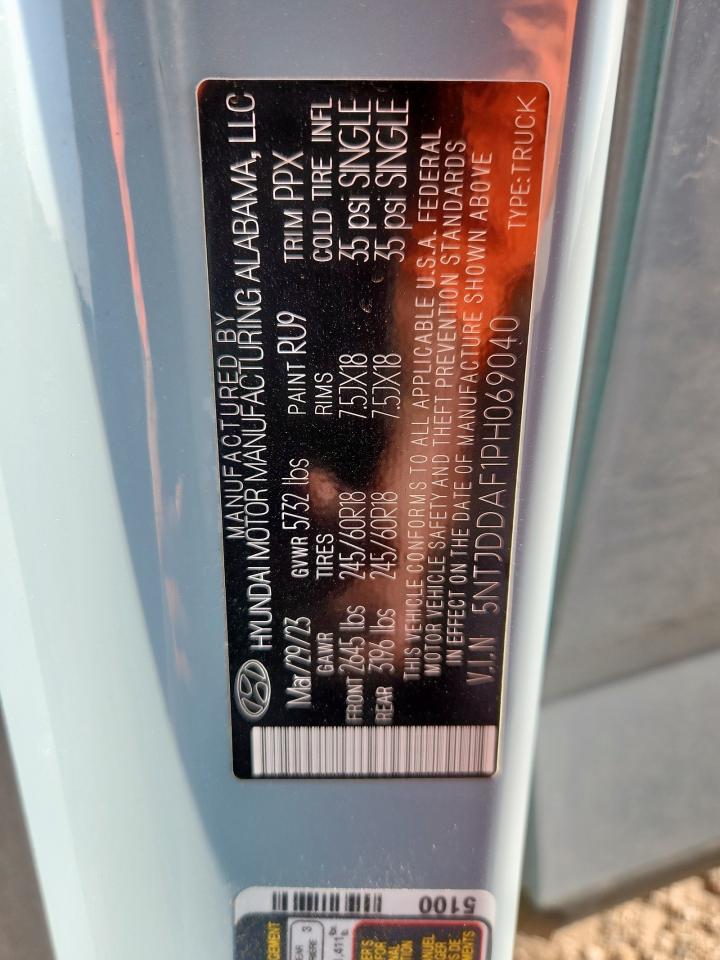 MANUFACTURED BY
HYUNDAI MOTOR MANUFACTURING ALABAMA, LLC
Mar/29/23 GVWR 5732 lbs PAINT RU9 TRIM PPX
GAWR TIRES RIMS COLD TIRE INFL
FRONT 2645 lbs 245/60R18 7.5JX18 35 psi SINGLE
REAR 3196 lbs 245/60R18 7.5JX18 35 psi SINGLE
THIS VEHICLE CONFORMS TO ALL APPLICABLE U.S.A. FEDERAL
MOTOR VEHICLE SAFETY AND THEFT PREVENTION STANDARDS
IN EFFECT ON THE DATE OF MANUFACTURE SHOWN ABOVE
V.I.N 5NTJDDAF1PH069040 TYPE:TRUCK
5100